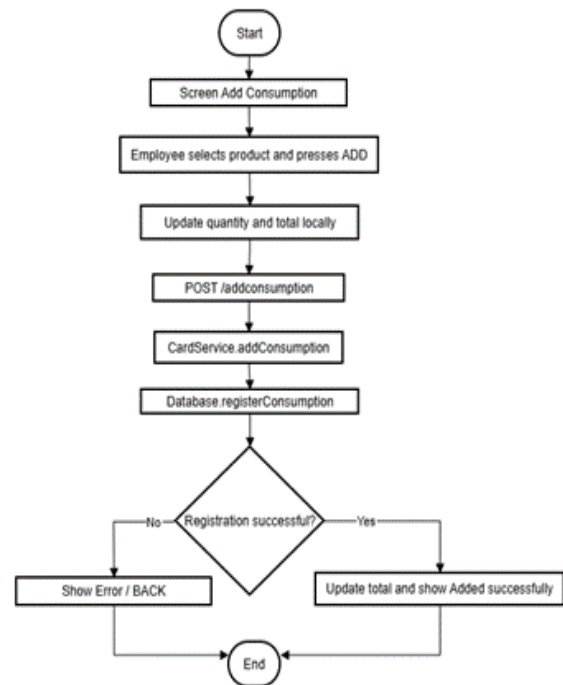 Start
Screen Add Consumption
Employee selects product and presses ADD
Update quantity and total locally
POST /addconsumption
CardService.addConsumption
Database.registerConsumption
No
Registration successful?
Yes
Show Error / BACK
Update total and show Added successfully
End